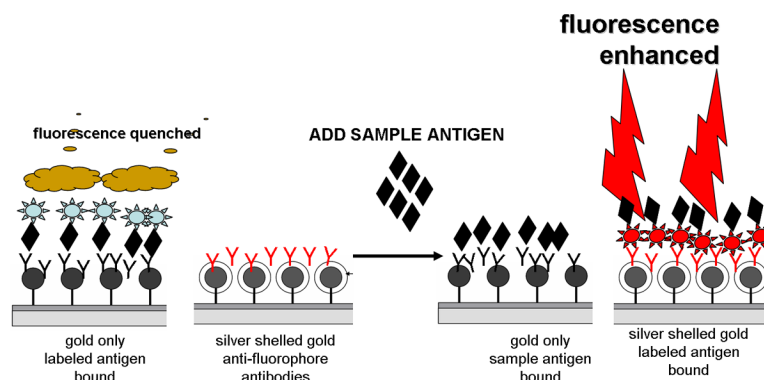 fluorescence
enhanced
fluorescence quenched
ADD SAMPLE ANTIGEN
gold only
labeled antigen
bound
silver shelled gold
anti-fluorophore
antibodies
gold only
sample antigen
bound
silver shelled gold
labeled antigen
bound